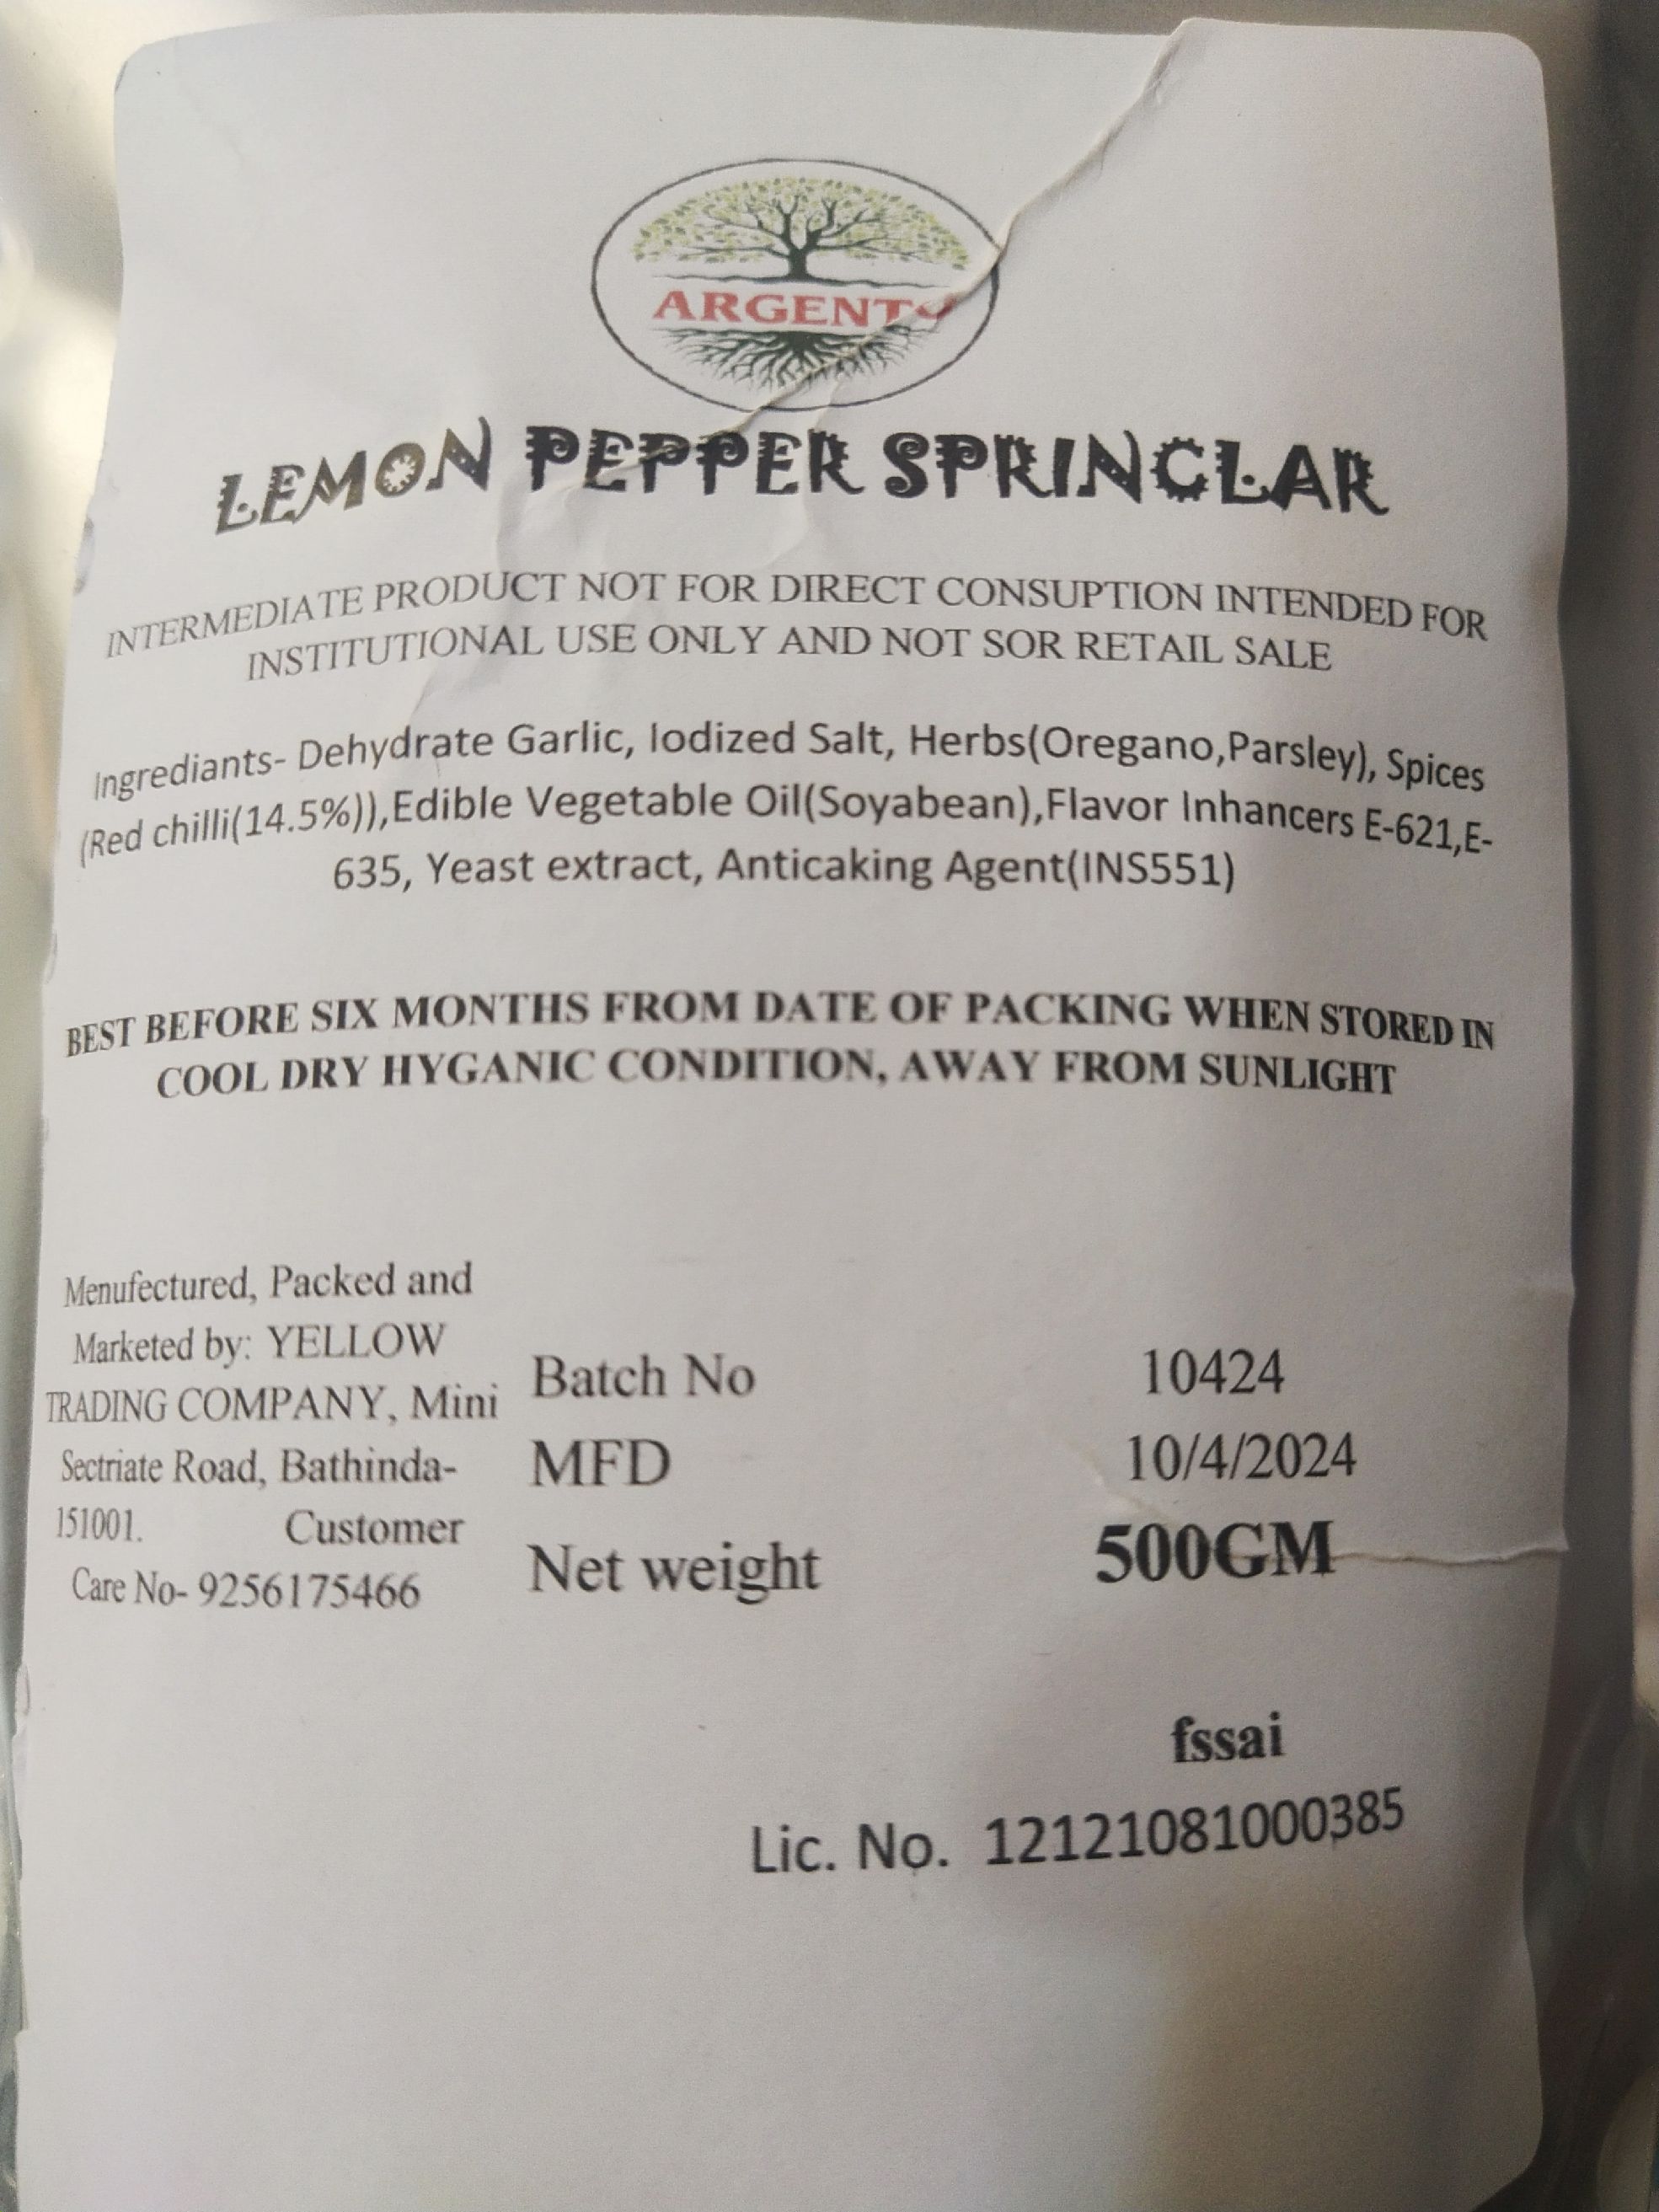 ARGENTO
LEMON PEPPER SPRINCLAR
INTERMEDIATE PRODUCT NOT FOR DIRECT CONSUPTION INTENDED FOR
INSTITUTIONAL USE ONLY AND NOT SOR RETAIL SALE
Ingrediants- Dehydrate Garlic, Iodized Salt, Herbs(Oregano,Parsley), Spices
(Red chilli(14.5%)),Edible Vegetable Oil(Soyabean),Flavor Inhancers E-621,E-
635, Yeast extract, Anticaking Agent(INS551)
BEST BEFORE SIX MONTHS FROM DATE OF PACKING WHEN STORED IN
COOL DRY HYGANIC CONDITION, AWAY FROM SUNLIGHT
Menufectured, Packed and
Marketed by: YELLOW
TRADING COMPANY, Mini
Sectriate Road, Bathinda-
151001. Customer
Care No- 9256175466
Batch No 10424
MFD 10/4/2024
Net weight 500GM
fssai
Lic. No. 12121081000385